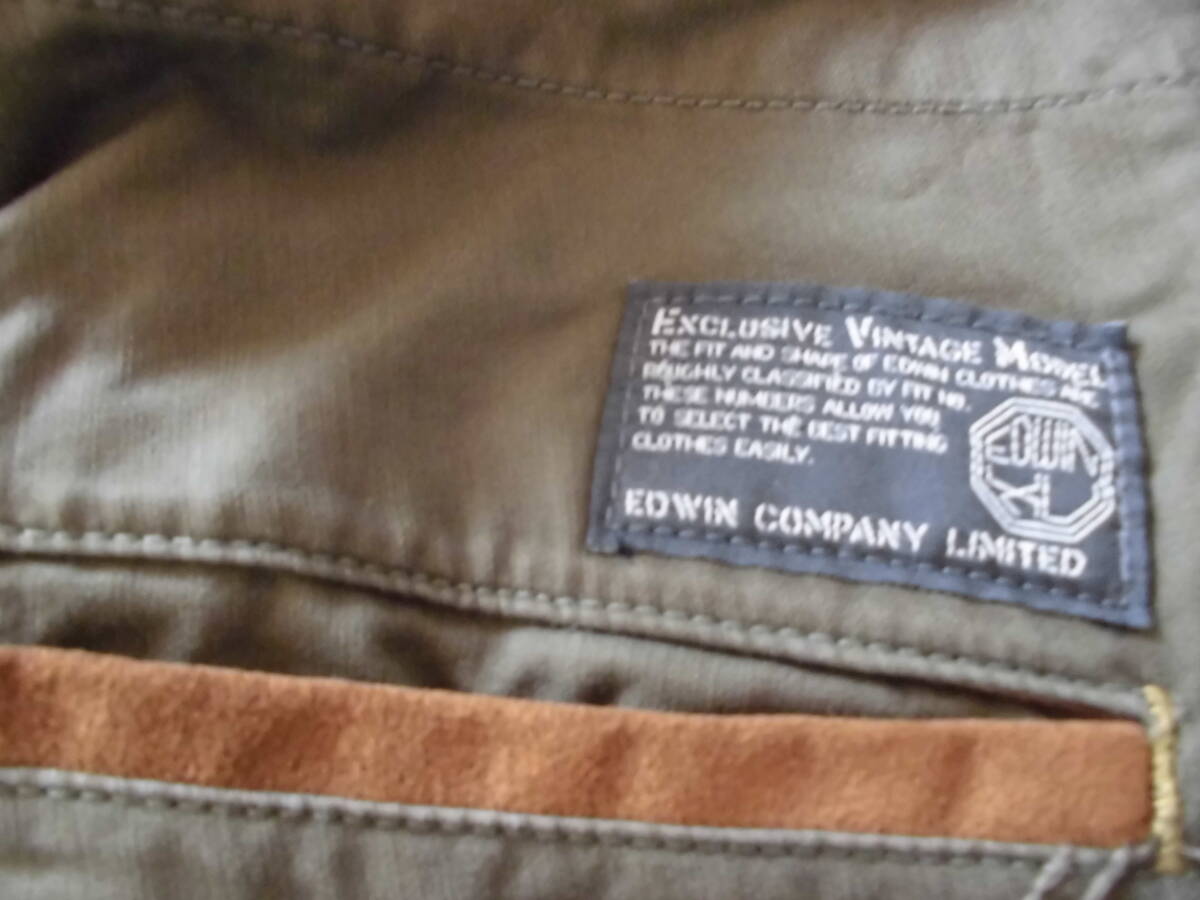 EXCLUSIVE VINTAGE MODEL
THE FIT AND SHAPE OF EDWIN CLOTHES ARE
ROUGHLY CLASSIFIED BY FIT NO.
THESE NUMBERS ALLOW YOU
TO SELECT THE BEST FITTING
CLOTHES EASILY.
EDWIN
XL
EDWIN COMPANY LIMITED